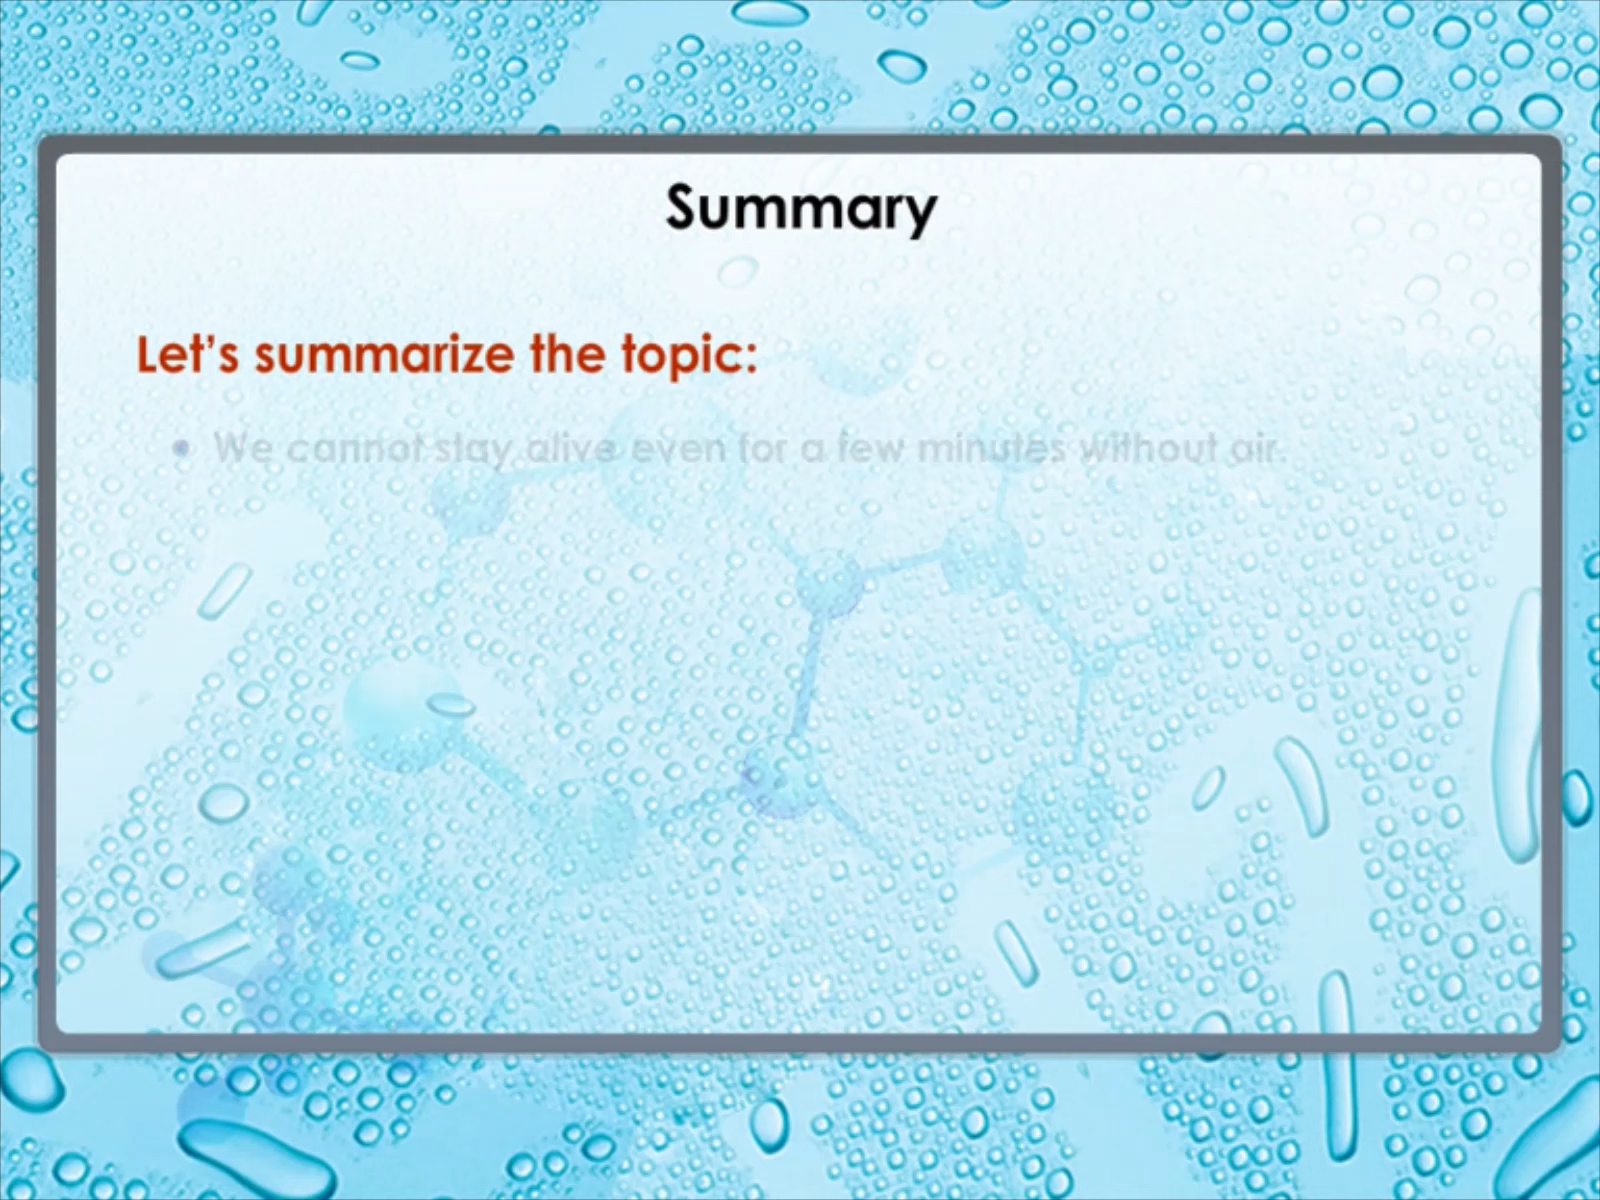 Summary
Let's summarize the topic:
• We cannot stay alive even for a few minutes without air.